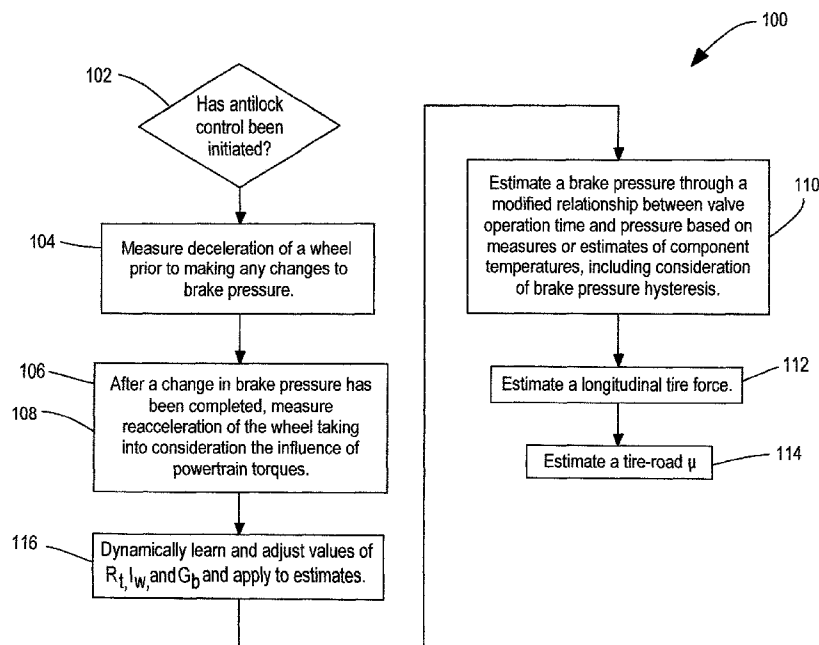 100
102
Has antilock
control been
initiated?
104
Measure deceleration of a wheel
prior to making any changes to
brake pressure.
106
108
After a change in brake pressure has
been completed, measure
reacceleration of the wheel taking
into consideration the influence of
powertrain torques.
116
Dynamically learn and adjust values of
Rt, Iw, and Gb and apply to estimates.
Estimate a brake pressure through a
modified relationship between valve
operation time and pressure based on
measures or estimates of component
temperatures, including consideration
of brake pressure hysteresis.
110
Estimate a longitudinal tire force.
112
Estimate a tire-road μ
114